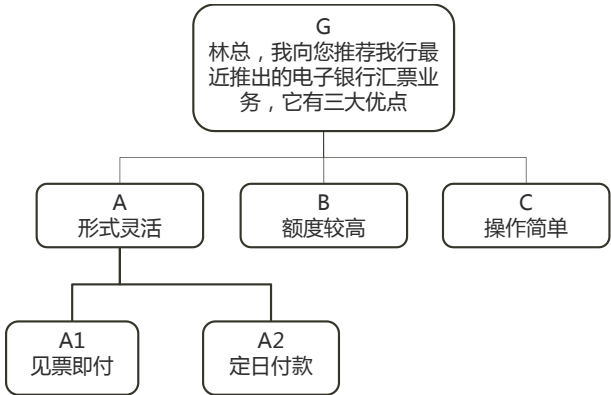 G
林总，我向您推荐我行最
近推出的电子银行汇票业
务，它有三大优点
A
形式灵活
B
额度较高
C
操作简单
A1
见票即付
A2
定日付款